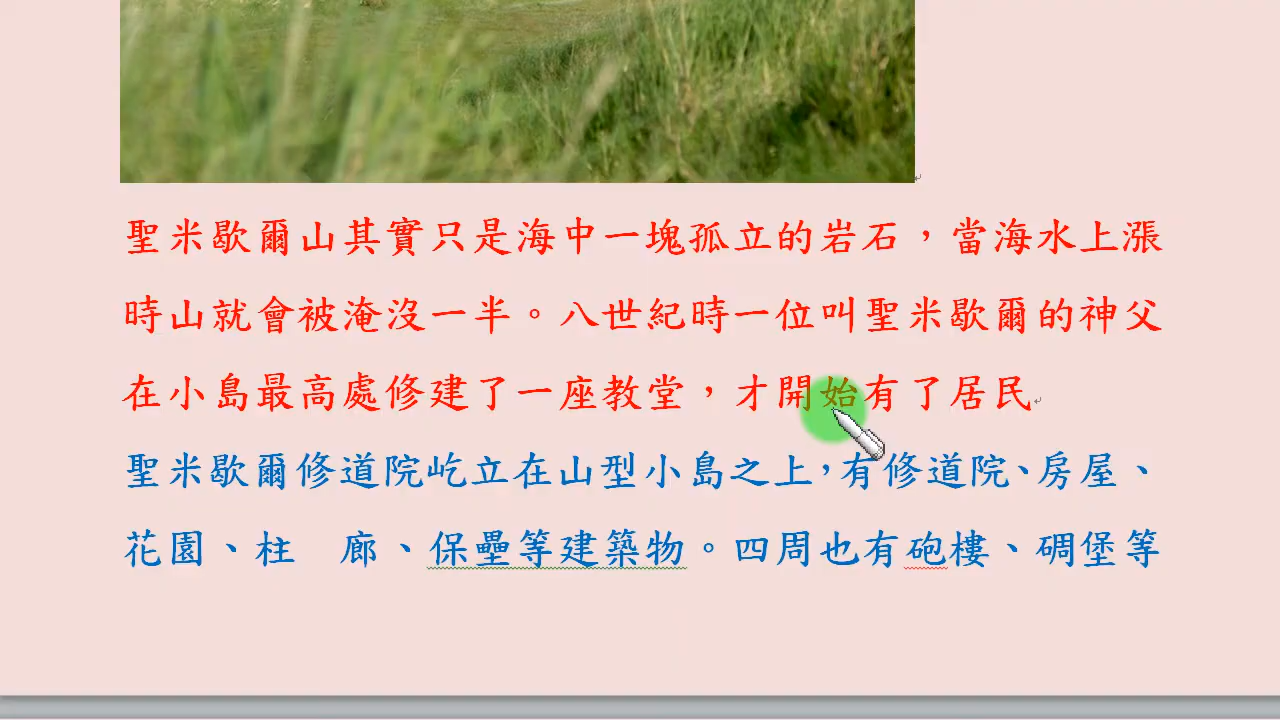 聖米歇爾山其實只是海中一塊孤立的岩石，當海水上漲
時山就會被淹沒一半。八世紀時一位叫聖米歇爾的神父
在小島最高處修建了一座教堂，才開始有了居民
聖米歇爾修道院屹立在山型小島之上，有修道院、房屋、
花園、柱　廊、保壘等建築物。四周也有砲樓、碉堡等